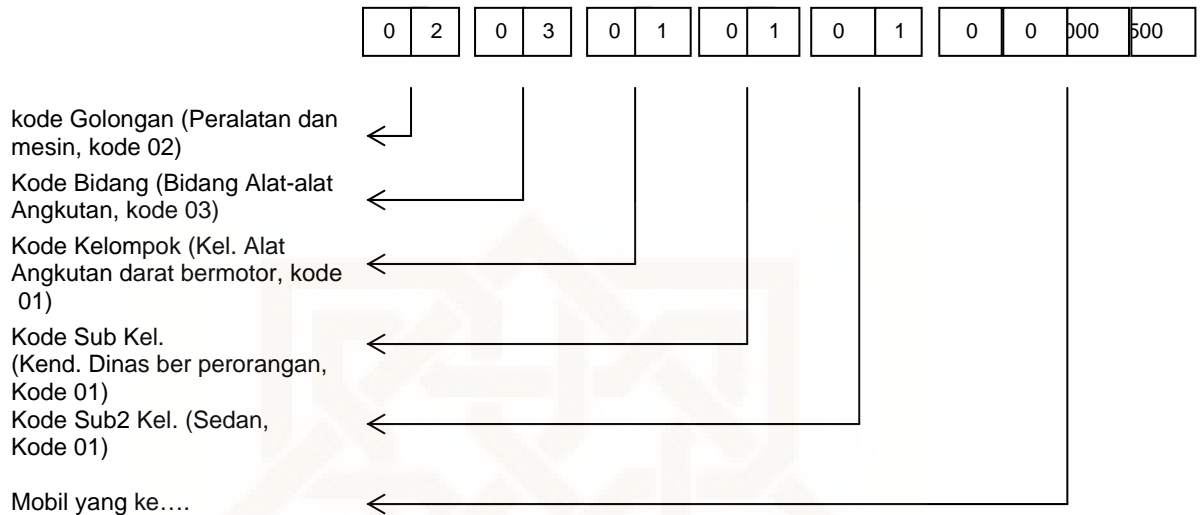 0 2 0 3 0 1 0 1 0 1 0 0 000 500
kode Golongan (Peralatan dan
mesin, kode 02)
Kode Bidang (Bidang Alat-alat
Angkutan, kode 03)
Kode Kelompok (Kel. Alat
Angkutan darat bermotor, kode
01)
Kode Sub Kel.
(Kend. Dinas ber perorangan,
Kode 01)
Kode Sub2 Kel. (Sedan,
Kode 01)
Mobil yang ke….